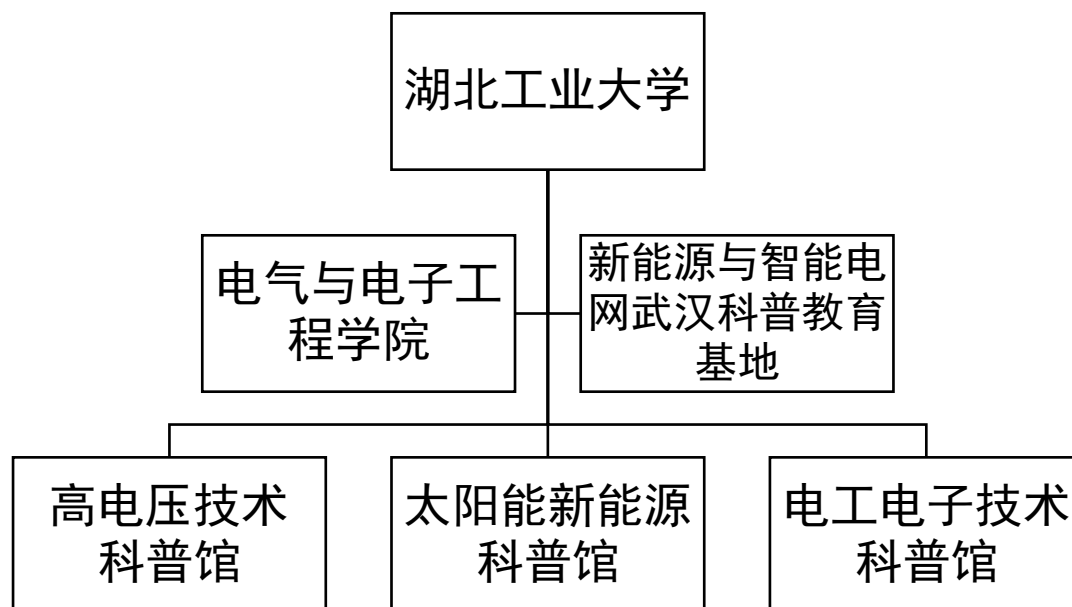 湖北工业大学
电气与电子工
程学院
新能源与智能电
网武汉科普教育
基地
高电压技术
科普馆
太阳能新能源
科普馆
电工电子技术
科普馆